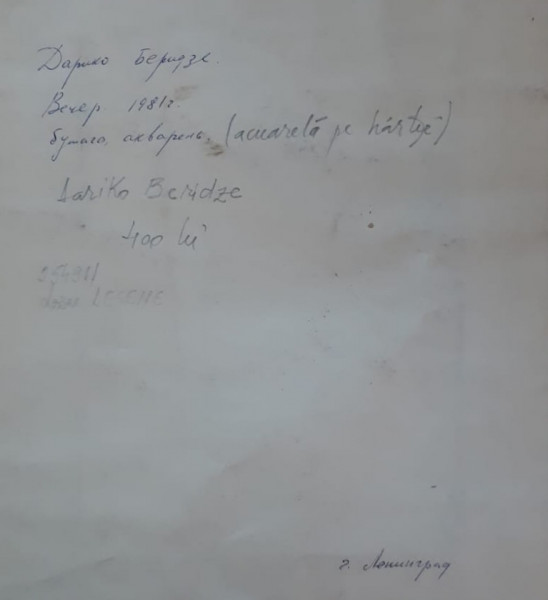 Дарико Беридзе.
Вечер. 1981г.
бумага, акварель, (acuarelă pe hârtie)
Dariko Beridze
400 lei
г. Ленинград